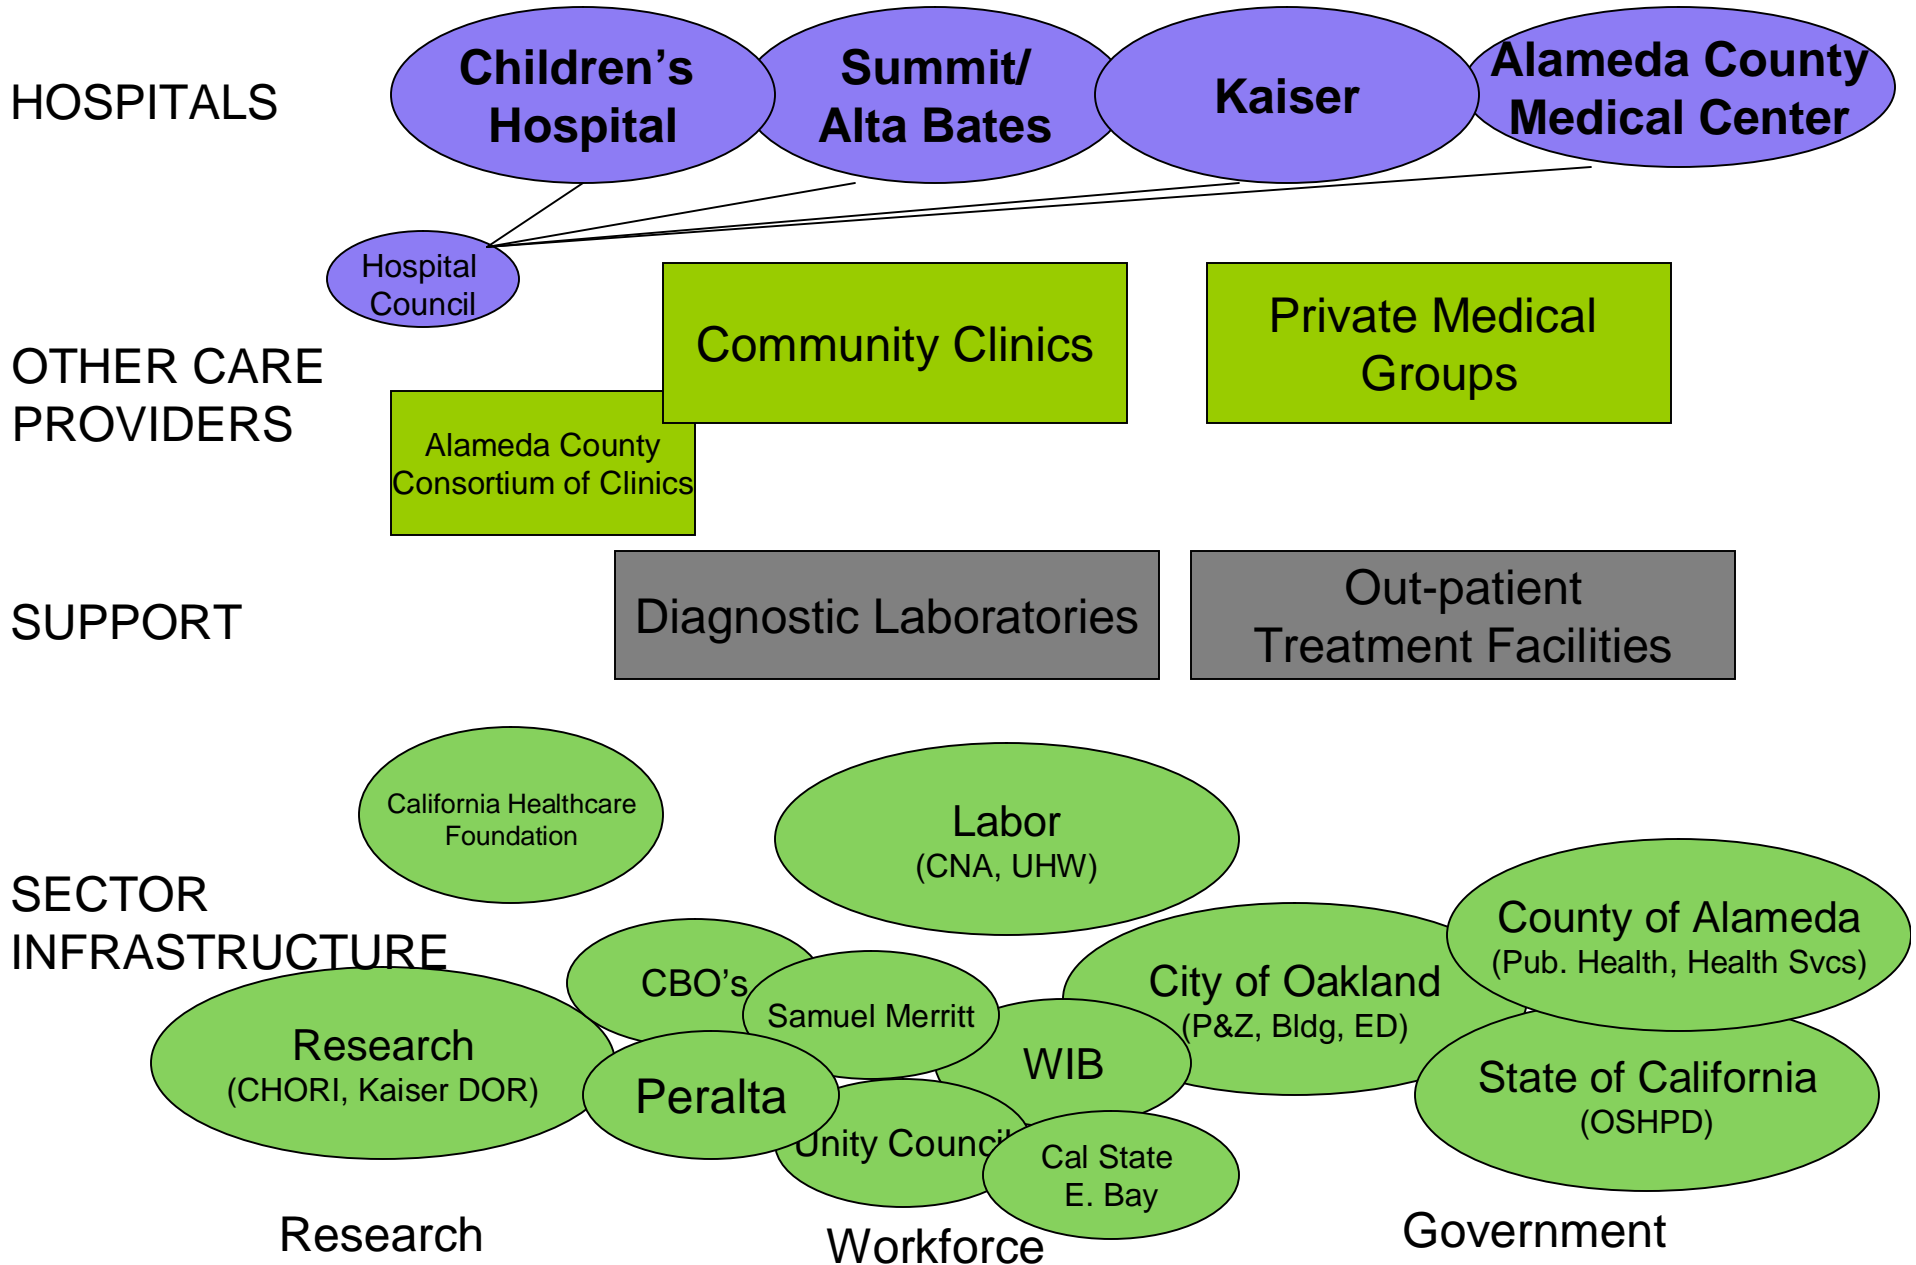 HOSPITALS
Children’s
Hospital
Summit/
Alta Bates
Kaiser
Alameda County
Medical Center
Hospital
Council
OTHER CARE
PROVIDERS
Community Clinics
Private Medical
Groups
Alameda County
Consortium of Clinics
SUPPORT
Diagnostic Laboratories
Out-patient
Treatment Facilities
SECTOR
INFRASTRUCTURE
California Healthcare
Foundation
Labor
(CNA, UHW)
County of Alameda
(Pub. Health, Health Svcs)
City of Oakland
(P&Z, Bldg, ED)
CBO’s
Samuel Merritt
Research
(CHORI, Kaiser DOR)
Peralta
WIB
State of California
(OSHPD)
Unity Council
Cal State
E. Bay
Research
Workforce
Government